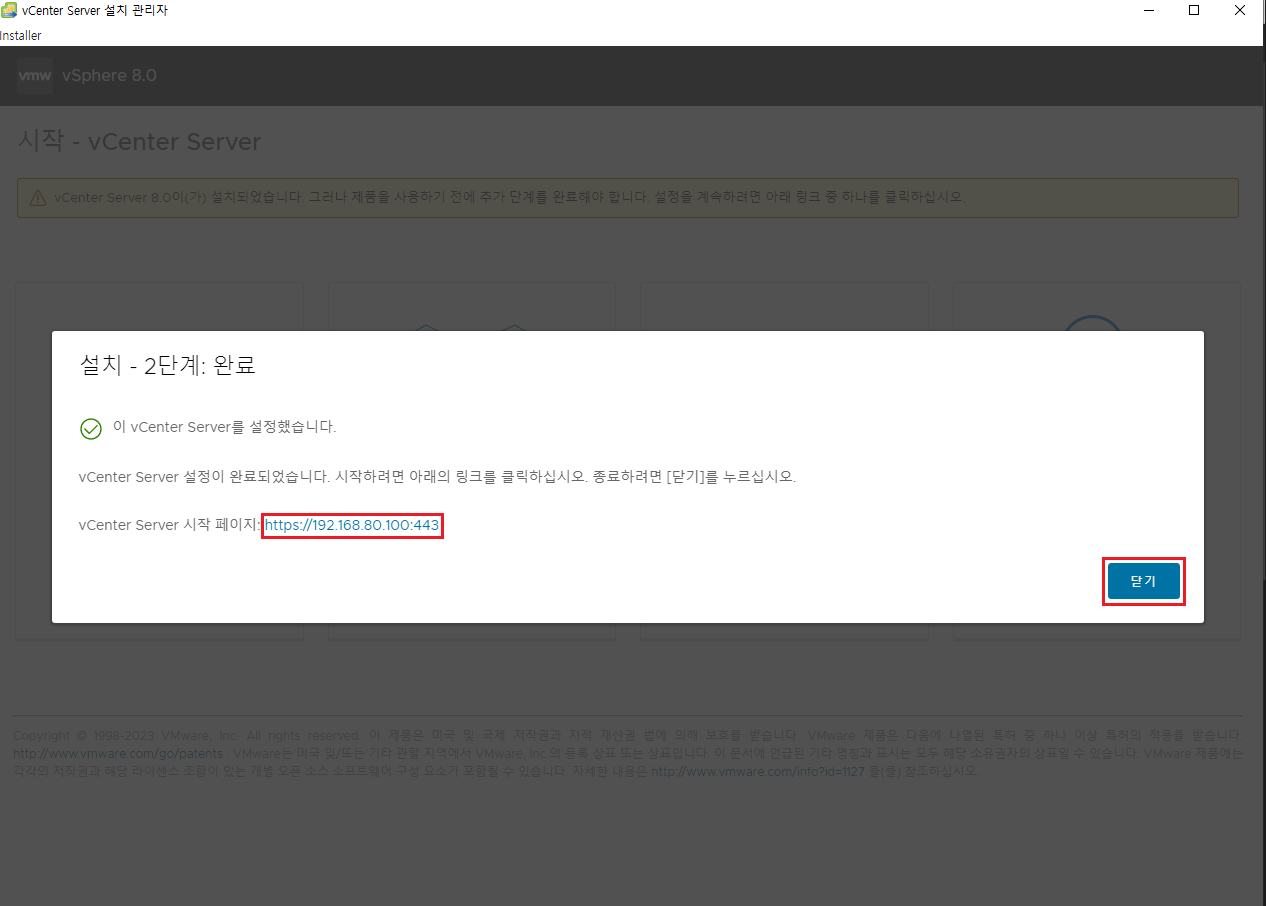 vCenter Server 설치 관리자
Installer
vmw vSphere 8.0
시작 - vCenter Server
vCenter Server 8.0이(가) 설치되었습니다. 그러나 제품을 사용하기 전에 추가 단계를 완료해야 합니다. 설정을 계속하려면 아래 링크 중 하나를 클릭하십시오.
설치 - 2단계: 완료
이 vCenter Server를 설정했습니다.
vCenter Server 설정이 완료되었습니다. 시작하려면 아래의 링크를 클릭하십시오. 종료하려면 [닫기]를 누르십시오.
vCenter Server 시작 페이지: https://192.168.80.100:443
닫기
Copyright © 1998-2023 VMware, Inc. All rights reserved. 이 제품은 미국 및 국제 저작권과 지적 재산권 법에 의해 보호를 받습니다. VMware 제품은 다음에 나열된 특허 중 하나 이상 특허의 적용을 받습니다.
http://www.vmware.com/go/patents . VMware는 미국 및/또는 기타 관할 지역에서 VMware, Inc.의 등록 상표 또는 상표입니다. 이 문서에 언급된 기타 명칭과 표시는 모두 해당 소유권자의 상표일 수 있습니다. VMware 제품에는
각각의 저작권과 해당 라이센스 조항이 있는 개별 오픈 소스 소프트웨어 구성 요소가 포함될 수 있습니다. 자세한 내용은 http://www.vmware.com/info?id=1127 을(를) 참조하십시오.